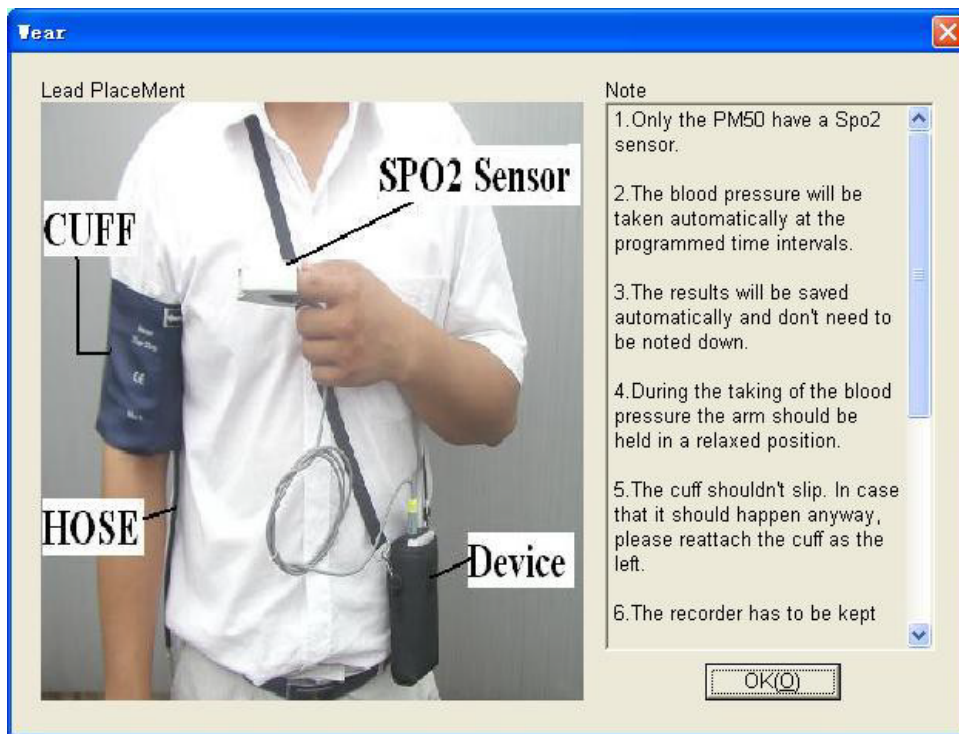 Wear
Lead PlaceMent
SPO2 Sensor
CUFF
HOSE
Device
Note
1.Only the PM50 have a Spo2
sensor.
2.The blood pressure will be
taken automatically at the
programmed time intervals.
3.The results will be saved
automatically and don't need to
be noted down.
4.During the taking of the blood
pressure the arm should be
held in a relaxed position.
5.The cuff shouldn't slip. In case
that it should happen anyway,
please reattach the cuff as the
left.
6.The recorder has to be kept
OK(O)